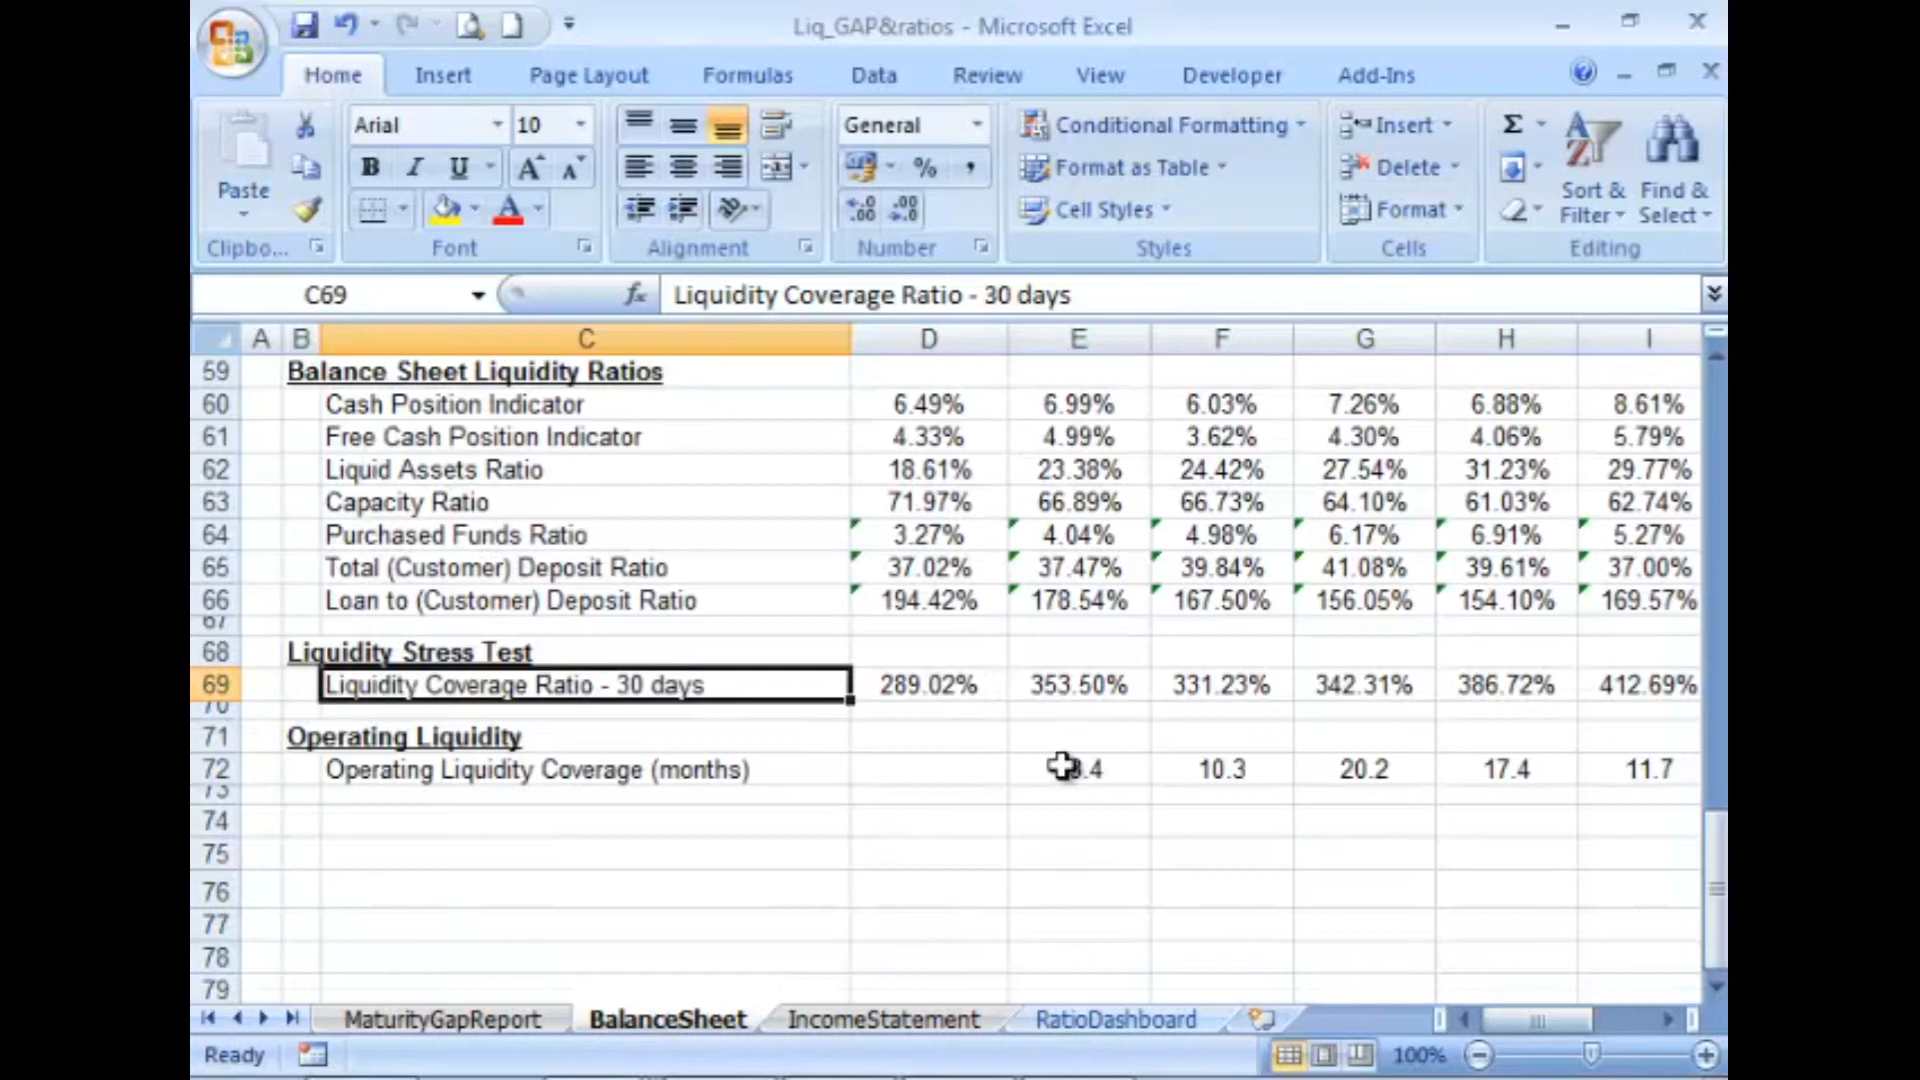 Liq_GAP&ratios - Microsoft Excel
Home Insert Page Layout Formulas Data Review View Developer Add-Ins
Arial 10 General Conditional Formatting Insert Σ
Paste B I U A A % , Format as Table Delete
Cell Styles Format Sort & Filter Find & Select
Clipbo... Font Alignment Number Styles Cells Editing
C69 fx Liquidity Coverage Ratio - 30 days
A B C D E F G H I
59 Balance Sheet Liquidity Ratios
60 Cash Position Indicator 6.49% 6.99% 6.03% 7.26% 6.88% 8.61%
61 Free Cash Position Indicator 4.33% 4.99% 3.62% 4.30% 4.06% 5.79%
62 Liquid Assets Ratio 18.61% 23.38% 24.42% 27.54% 31.23% 29.77%
63 Capacity Ratio 71.97% 66.89% 66.73% 64.10% 61.03% 62.74%
64 Purchased Funds Ratio 3.27% 4.04% 4.98% 6.17% 6.91% 5.27%
65 Total (Customer) Deposit Ratio 37.02% 37.47% 39.84% 41.08% 39.61% 37.00%
66 Loan to (Customer) Deposit Ratio 194.42% 178.54% 167.50% 156.05% 154.10% 169.57%
67
68 Liquidity Stress Test
69 Liquidity Coverage Ratio - 30 days 289.02% 353.50% 331.23% 342.31% 386.72% 412.69%
70
71 Operating Liquidity
72 Operating Liquidity Coverage (months) 10.3 20.2 17.4 11.7
73
74
75
76
77
78
79
MaturityGapReport BalanceSheet IncomeStatement RatioDashboard
Ready 100%